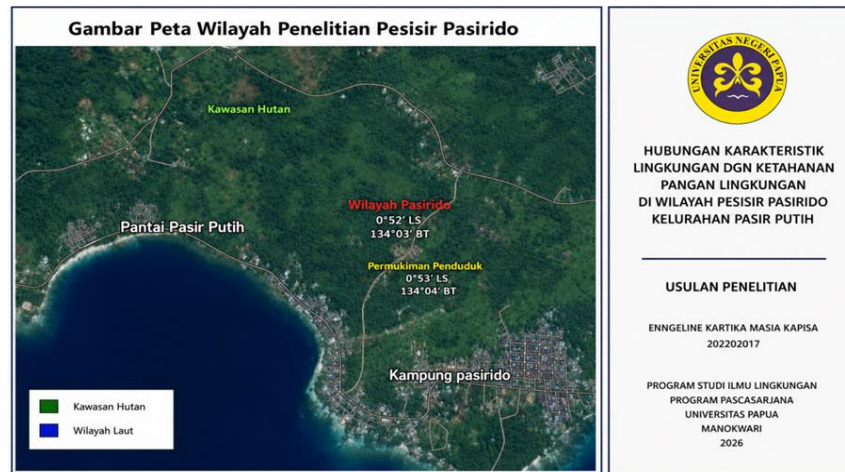 Gambar Peta Wilayah Penelitian Pesisir Pasirido
Kawasan Hutan
Wilayah Pasirido
0°52' LS
134°03' BT
Pantai Pasir Putih
Permukiman Penduduk
0°53' LS
134°04' BT
Kampung pasirido
Kawasan Hutan
Wilayah Laut
UNIVERSITAS NEGERI PAPUA
HUBUNGAN KARAKTERISTIK
LINGKUNGAN DGN KETAHANAN
PANGAN LINGKUNGAN
DI WILAYAH PESISIR PASIRIDO
KELURAHAN PASIR PUTIH
USULAN PENELITIAN
ENNGELINE KARTIKA MASIA KAPISA
202202017
PROGRAM STUDI ILMU LINGKUNGAN
PROGRAM PASCASARJANA
UNIVERSITAS PAPUA
MANOKWARI
2026